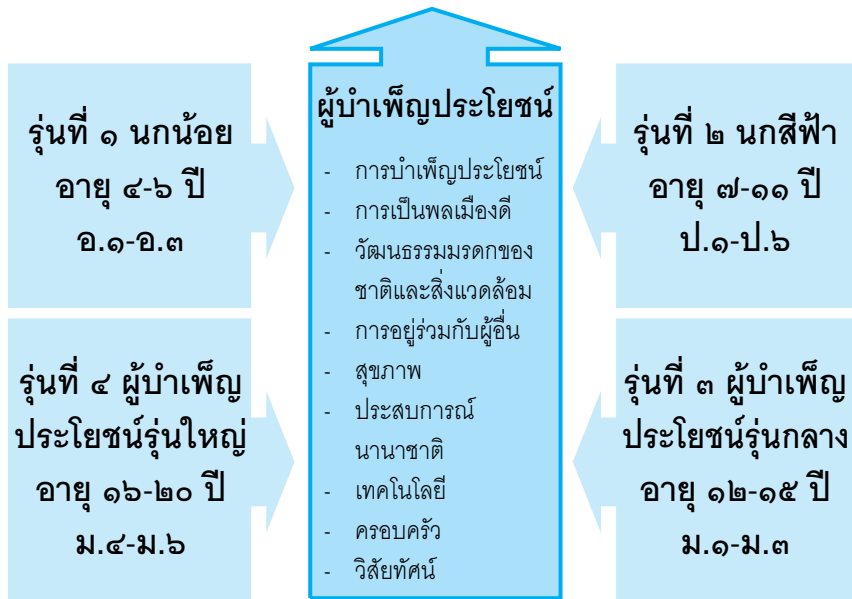 รุ่นที่ ๑ นกน้อย
อายุ ๔-๖ ปี
อ.๑-อ.๓
ผู้บำเพ็ญประโยชน์
- การบำเพ็ญประโยชน์
- การเป็นพลเมืองดี
- วัฒนธรรมมรดกของ
ชาติและสิ่งแวดล้อม
- การอยู่ร่วมกับผู้อื่น
- สุขภาพ
- ประสบการณ์
นานาชาติ
- เทคโนโลยี
- ครอบครัว
- วิสัยทัศน์
รุ่นที่ ๒ นกสีฟ้า
อายุ ๗-๑๑ ปี
ป.๑-ป.๖
รุ่นที่ ๔ ผู้บำเพ็ญ
ประโยชน์รุ่นใหญ่
อายุ ๑๖-๒๐ ปี
ม.๔-ม.๖
รุ่นที่ ๓ ผู้บำเพ็ญ
ประโยชน์รุ่นกลาง
อายุ ๑๒-๑๕ ปี
ม.๑-ม.๓